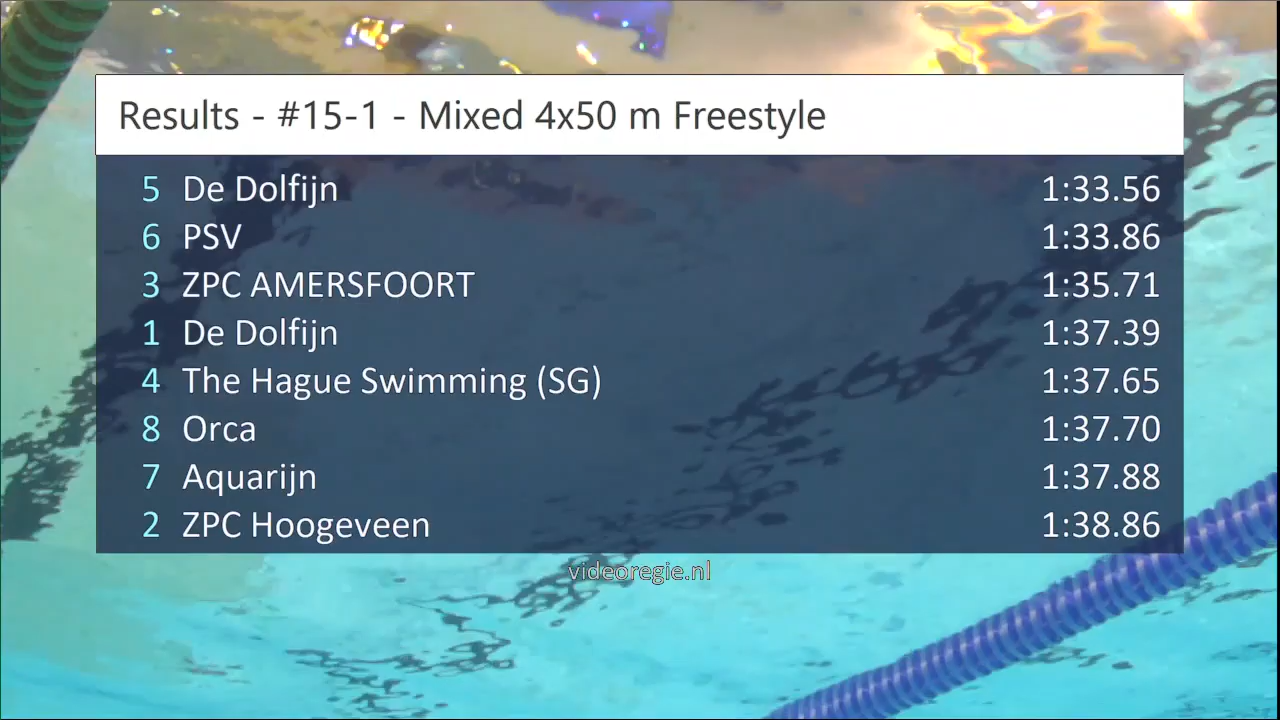 Results - #15-1 - Mixed 4x50 m Freestyle
5 De Dolfijn 1:33.56
6 PSV 1:33.86
3 ZPC AMERSFOORT 1:35.71
1 De Dolfijn 1:37.39
4 The Hague Swimming (SG) 1:37.65
8 Orca 1:37.70
7 Aquarijn 1:37.88
2 ZPC Hoogeveen 1:38.86
videoregie.nl